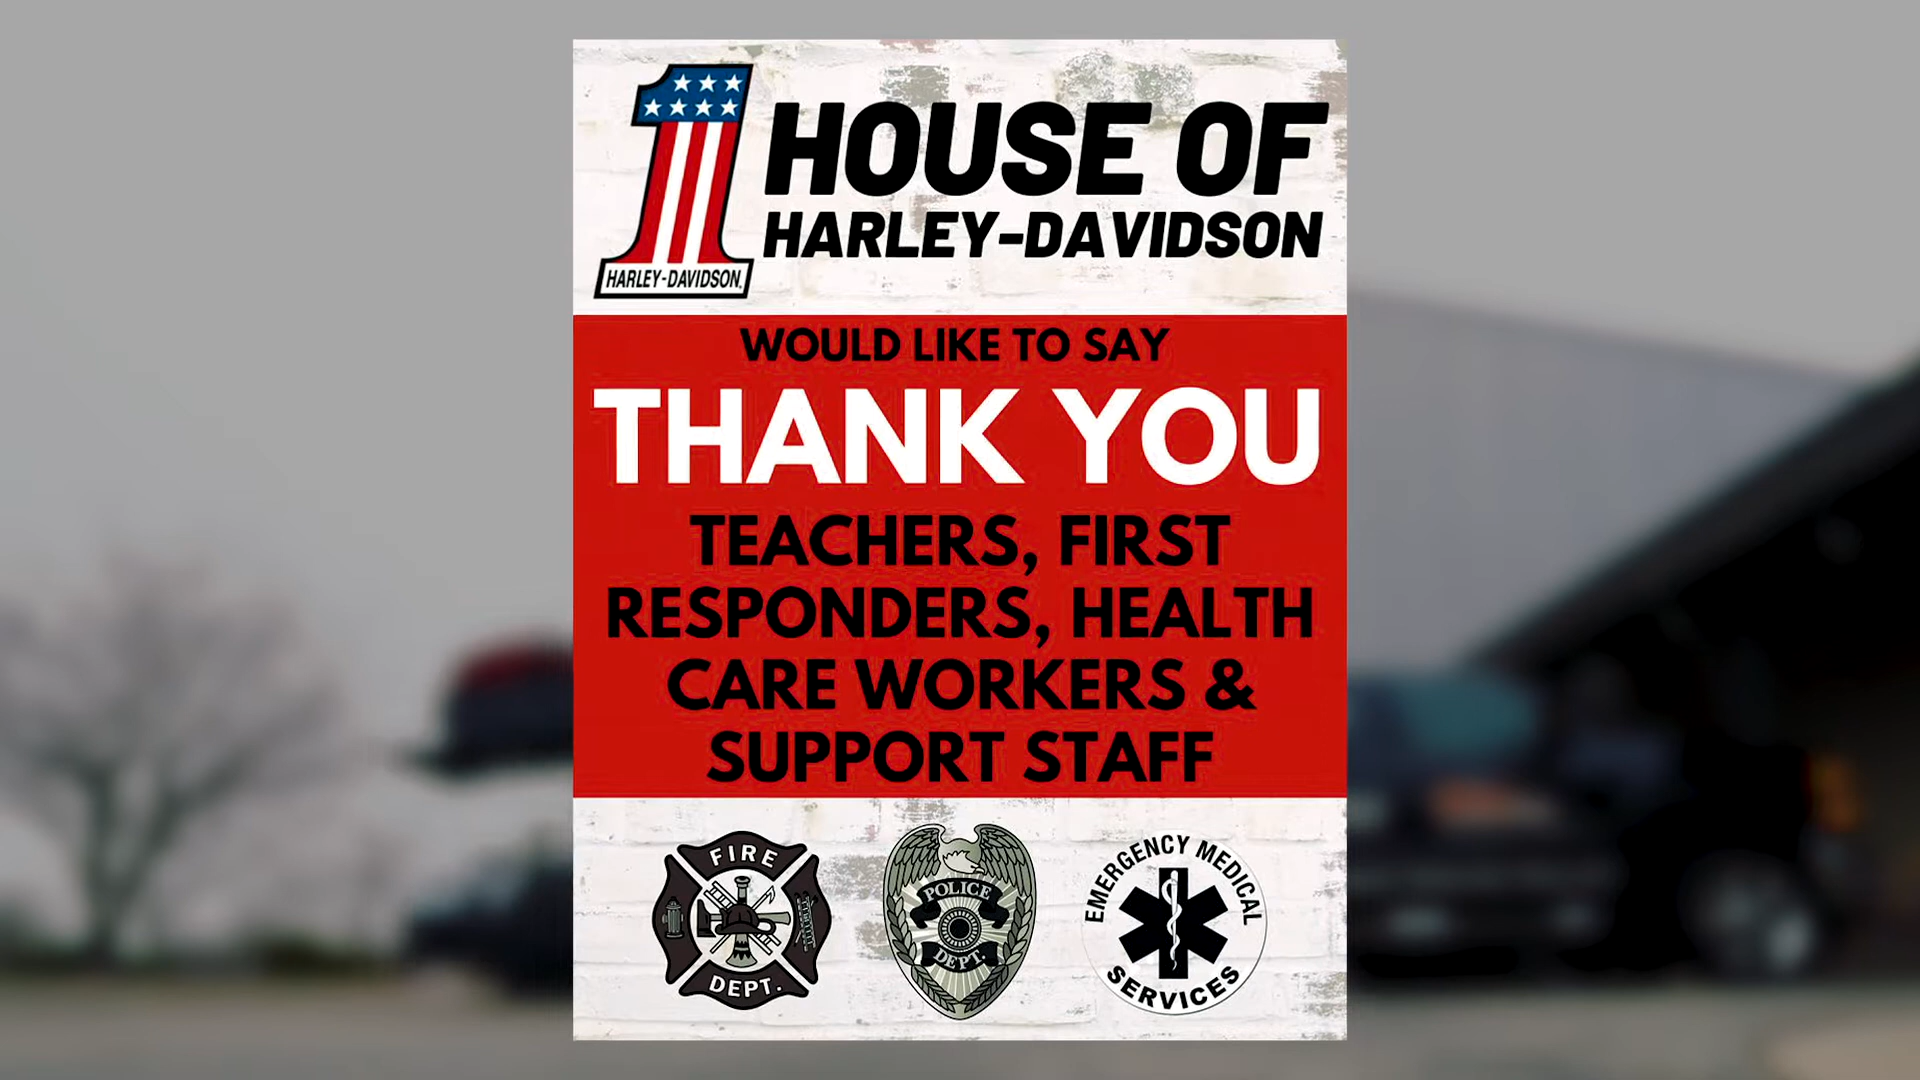 HOUSE OF
HARLEY-DAVIDSON
HARLEY-DAVIDSON
WOULD LIKE TO SAY
THANK YOU
TEACHERS, FIRST
RESPONDERS, HEALTH
CARE WORKERS &
SUPPORT STAFF
FIRE
DEPT.
POLICE
DEPT.
EMERGENCY MEDICAL
SERVICES